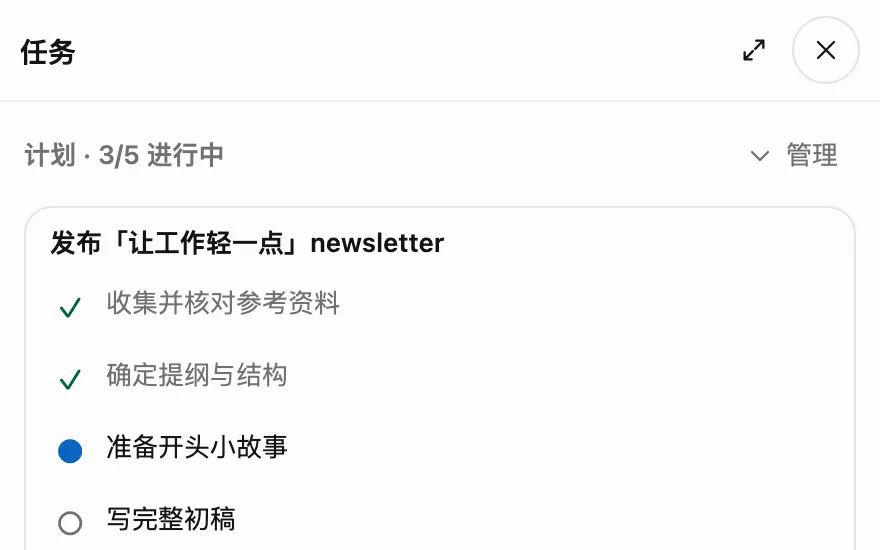 任务
计划 · 3/5 进行中
管理
发布「让工作轻一点」newsletter
收集并核对参考资料
确定提纲与结构
准备开头小故事
写完整初稿